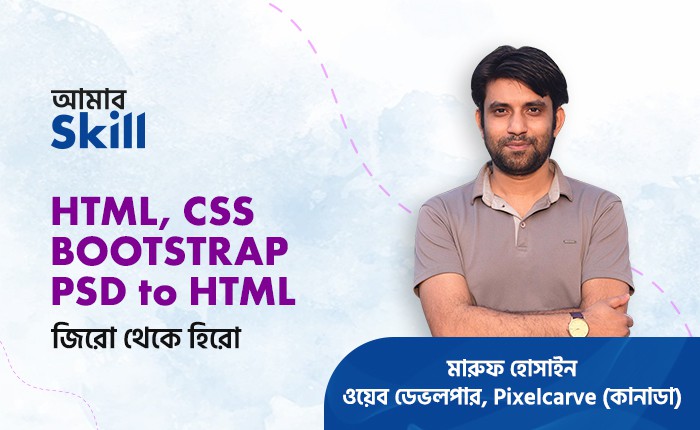 আমার
Skill
HTML, CSS
BOOTSTRAP
PSD to HTML
জিরো থেকে হিরো
মারুফ হোসাইন
ওয়েব ডেভলপার, Pixelcarve (কানাডা)